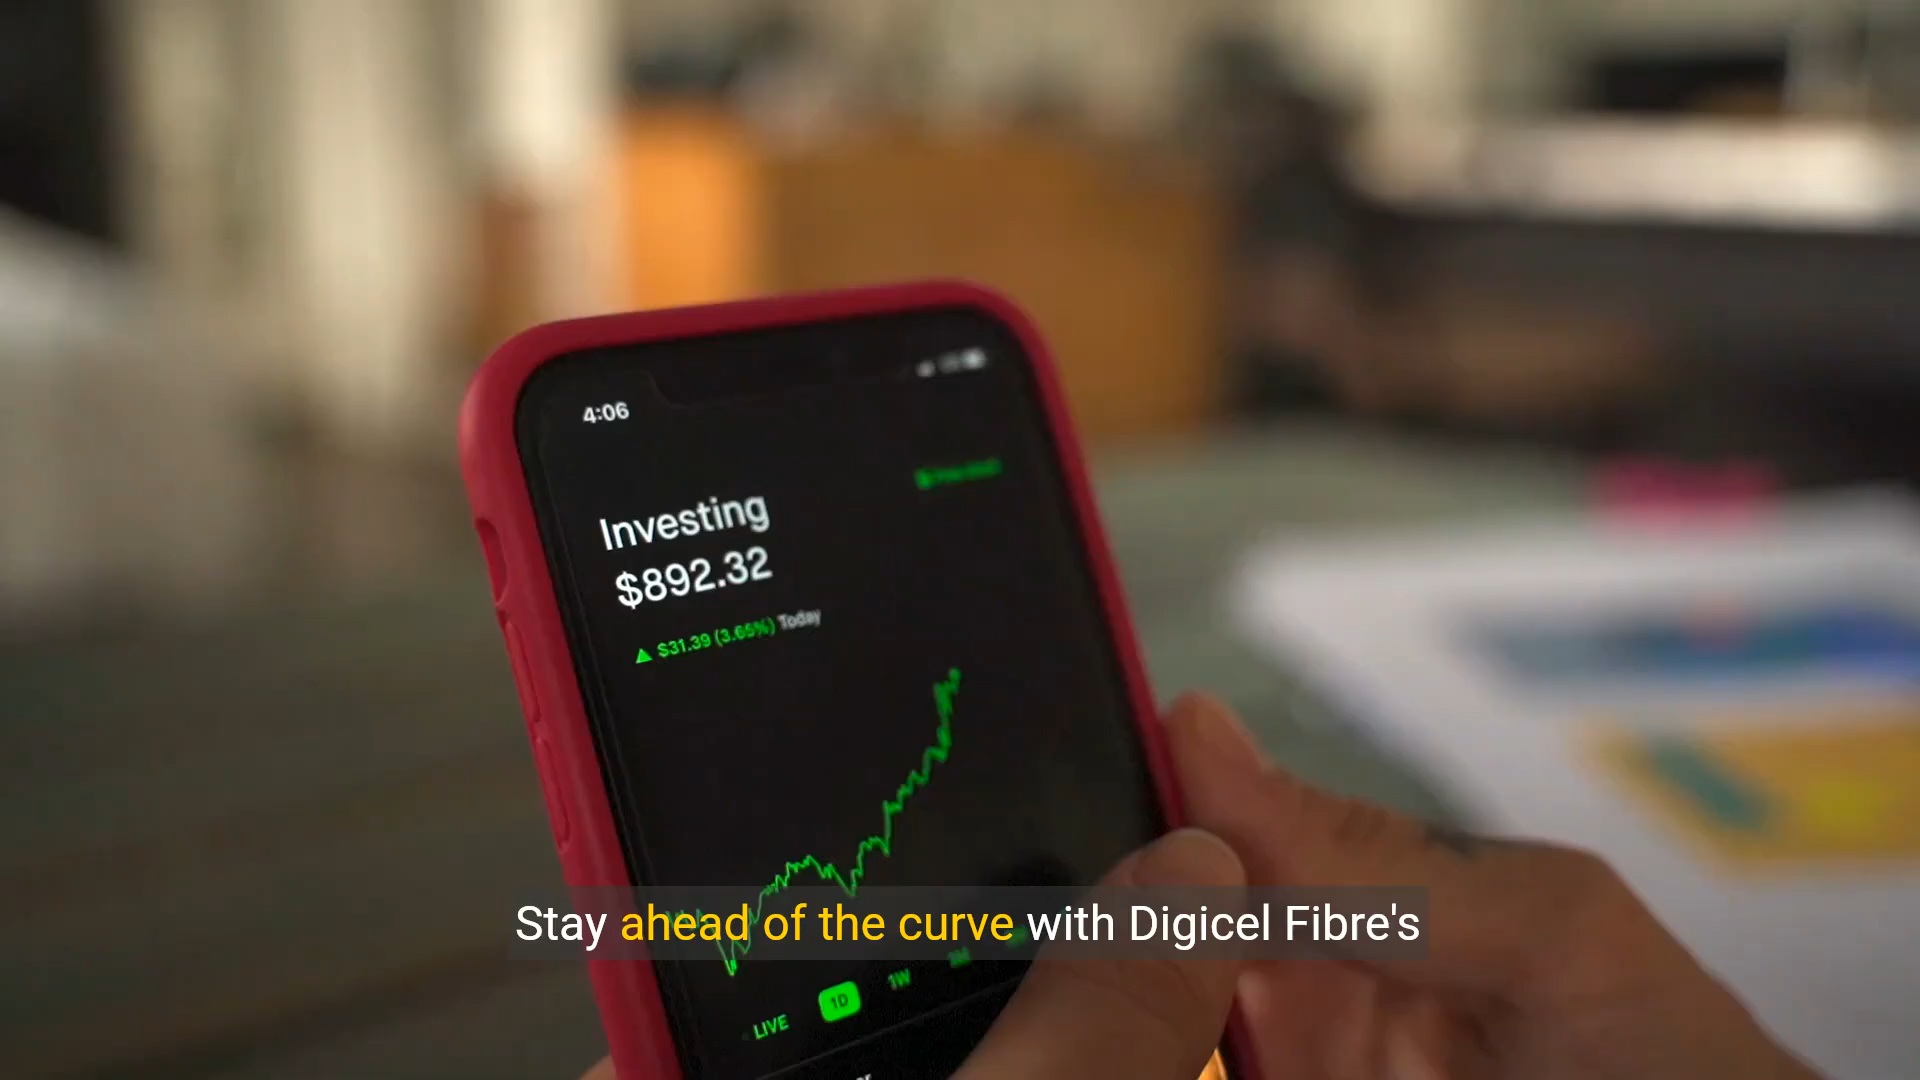 4:06
Investing
$892.32
▲ $31.39 (3.65%) Today
Stay ahead of the curve with Digicel Fibre's
LIVE
1D
1W